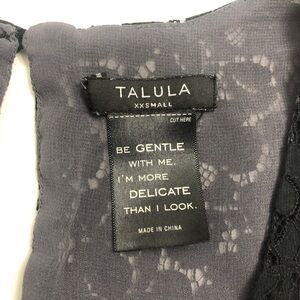 TALULA
XXSMALL
CUT HERE
BE GENTLE
WITH ME.
I'M MORE
DELICATE
THAN I LOOK.
MADE IN CHINA